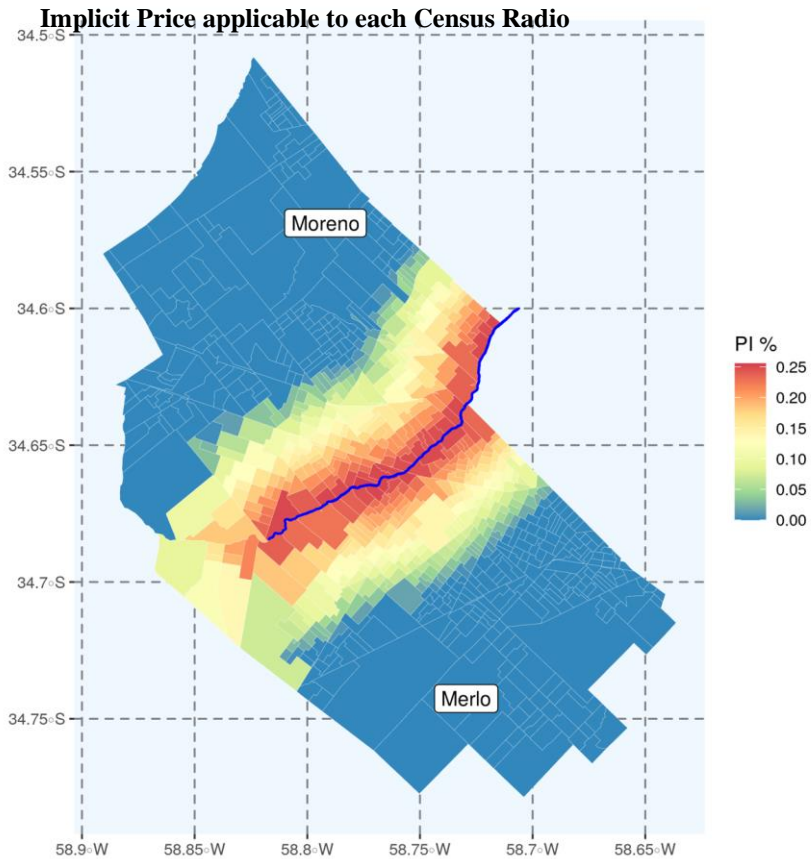 Implicit Price applicable to each Census Radio
34.5◦S
34.55◦S
34.6◦S
34.65◦S
34.7◦S
34.75◦S
Moreno
Merlo
PI %
0.25
0.20
0.15
0.10
0.05
0.00
58.9◦W 58.85◦W 58.8◦W 58.75◦W 58.7◦W 58.65◦W